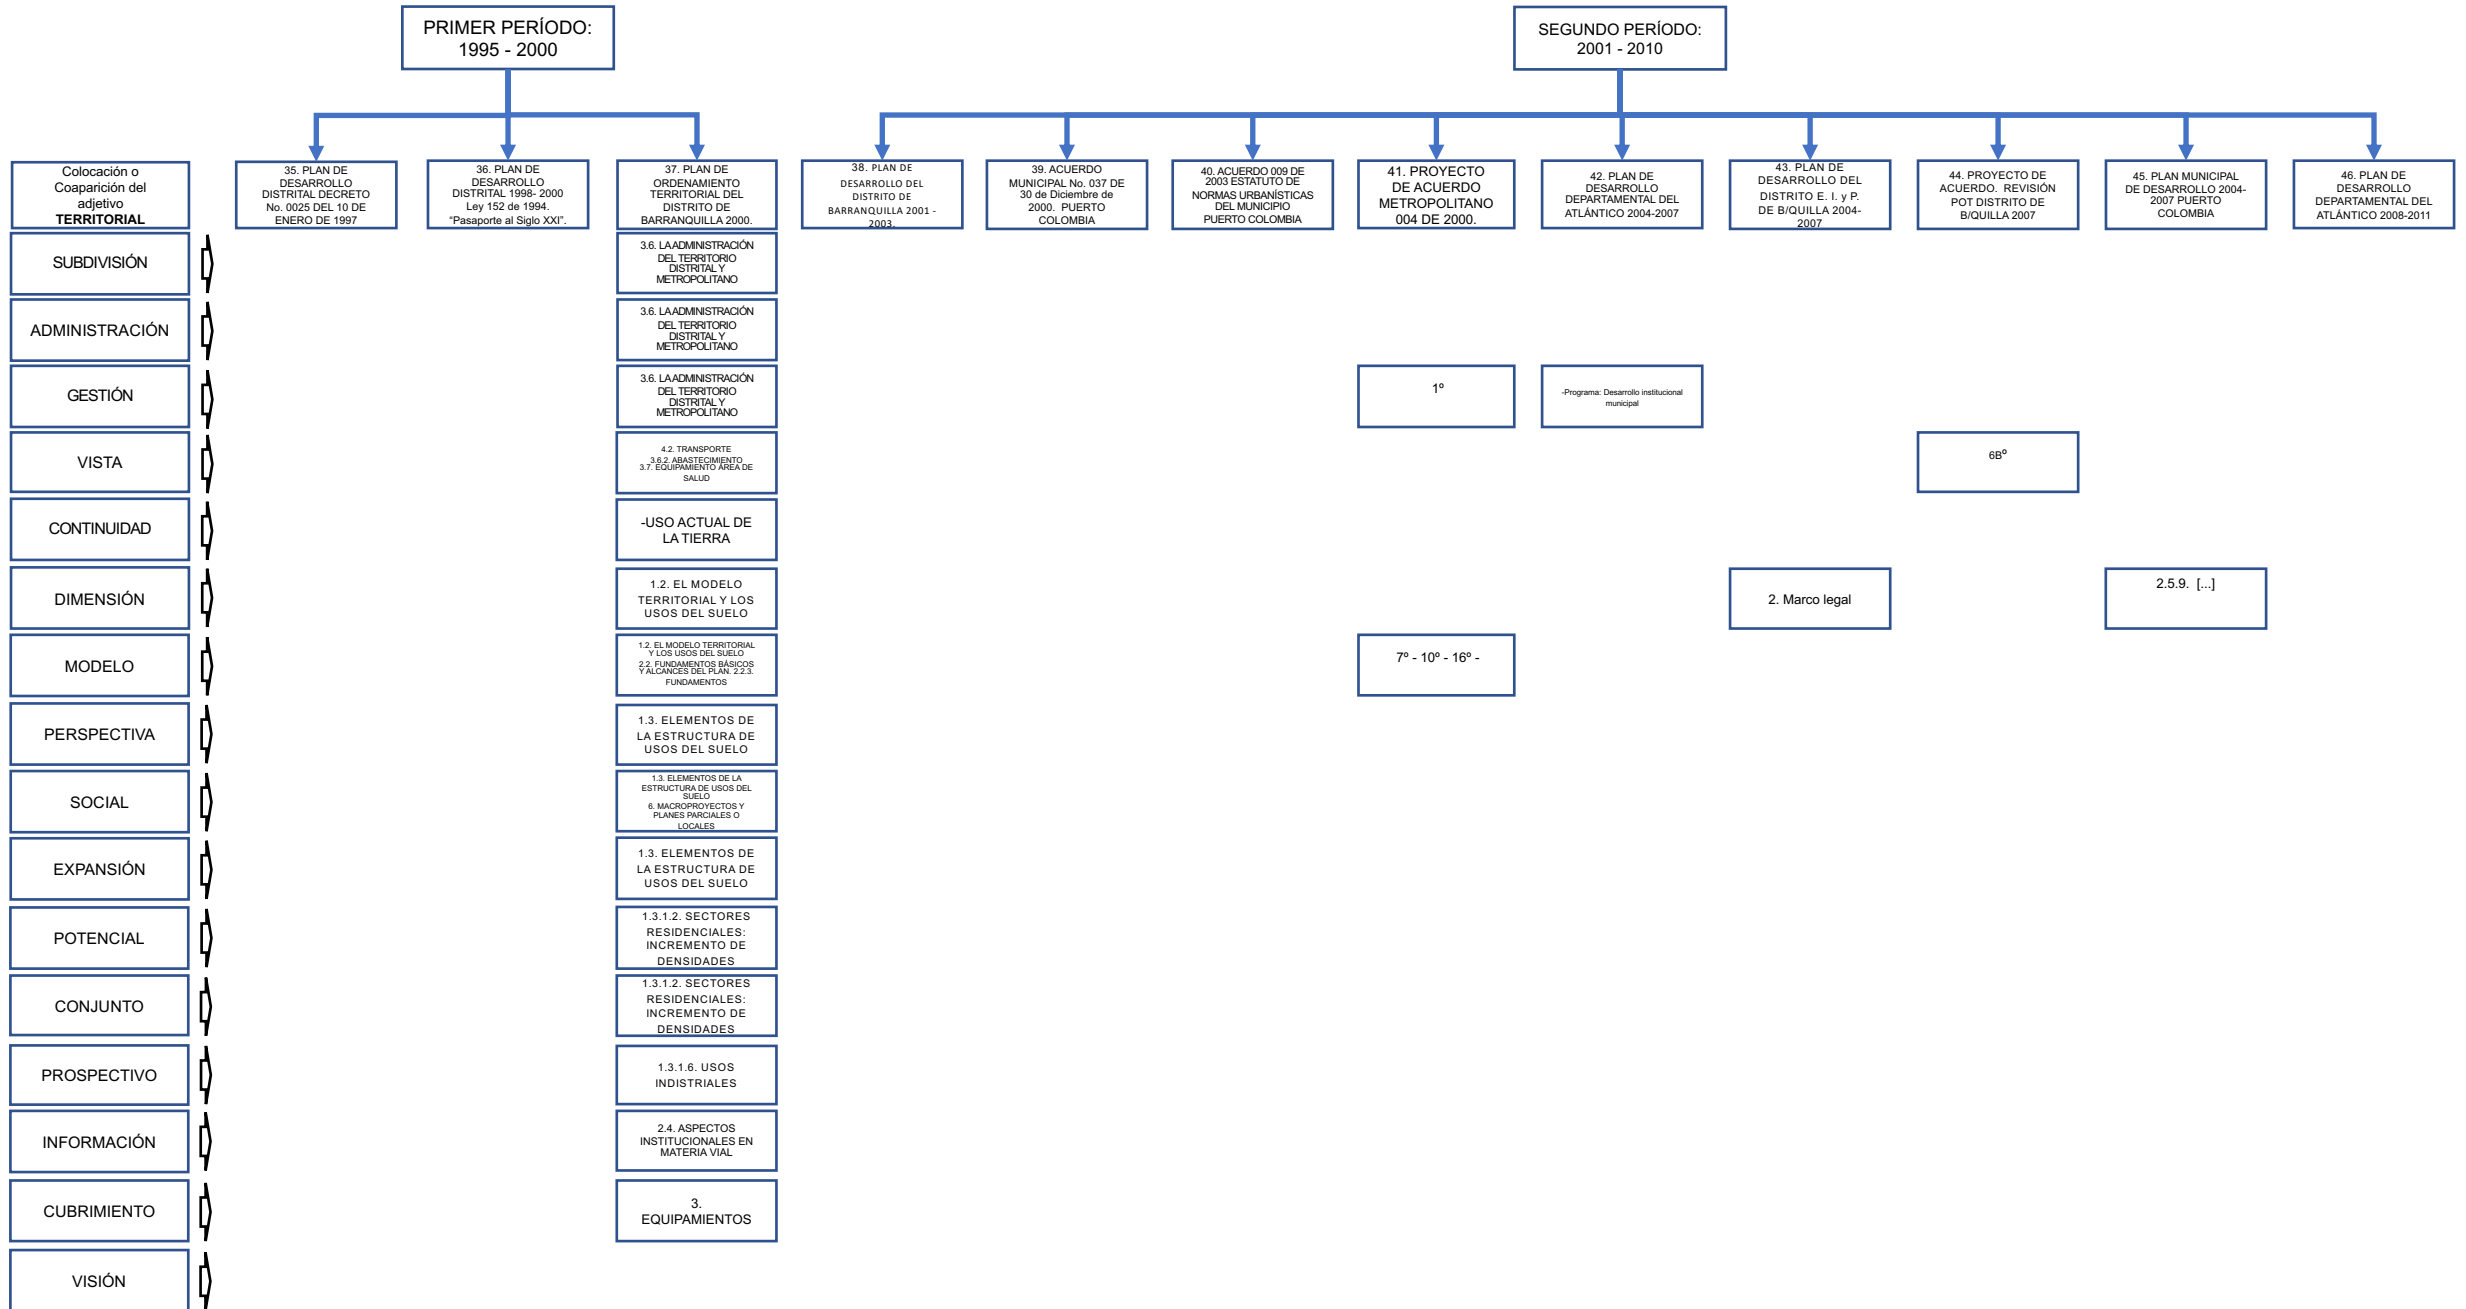 PRIMER PERÍODO:
1995 - 2000
SEGUNDO PERÍODO:
2001 - 2010
Colocación o
Coaparición del
adjetivo
TERRITORIAL
35. PLAN DE
DESARROLLO
DISTRITAL DECRETO
No. 0025 DEL 10 DE
ENERO DE 1997
36. PLAN DE
DESARROLLO
DISTRITAL 1998- 2000
Ley 152 de 1994.
“Pasaporte al Siglo XXI”.
37. PLAN DE
ORDENAMIENTO
TERRITORIAL DEL
DISTRITO DE
BARRANQUILLA 2000.
38. PLAN DE
DESARROLLO DEL
DISTRITO DE
BARRANQUILLA 2001 -
2003.
39. ACUERDO
MUNICIPAL No. 037 DE
30 de Diciembre de
2000. PUERTO
COLOMBIA
40. ACUERDO 009 DE
2003 ESTATUTO DE
NORMAS URBANÍSTICAS
DEL MUNICIPIO
PUERTO COLOMBIA
41. PROYECTO
DE ACUERDO
METROPOLITANO
004 DE 2000.
42. PLAN DE
DESARROLLO
DEPARTAMENTAL DEL
ATLÁNTICO 2004-2007
43. PLAN DE
DESARROLLO DEL
DISTRITO E. I. y P.
DE B/QUILLA 2004-
2007
44. PROYECTO DE
ACUERDO. REVISIÓN
POT DISTRITO DE
B/QUILLA 2007
45. PLAN MUNICIPAL
DE DESARROLLO 2004-
2007 PUERTO
COLOMBIA
46. PLAN DE
DESARROLLO
DEPARTAMENTAL DEL
ATLÁNTICO 2008-2011
SUBDIVISIÓN
3.6. LA ADMINISTRACIÓN
DEL TERRITORIO
DISTRITAL Y
METROPOLITANO
ADMINISTRACIÓN
3.6. LA ADMINISTRACIÓN
DEL TERRITORIO
DISTRITAL Y
METROPOLITANO
GESTIÓN
3.6. LA ADMINISTRACIÓN
DEL TERRITORIO
DISTRITAL Y
METROPOLITANO
1º
-Programa: Desarrollo institucional
municipal
VISTA
4.2. TRANSPORTE
3.6.2. ABASTECIMIENTO
3.7. EQUIPAMIENTO ÁREA DE
SALUD
6Bº
CONTINUIDAD
-USO ACTUAL DE
LA TIERRA
DIMENSIÓN
1.2. EL MODELO
TERRITORIAL Y LOS
USOS DEL SUELO
2. Marco legal
2.5.9. [...]
MODELO
1.2. EL MODELO TERRITORIAL
Y LOS USOS DEL SUELO
2.2. FUNDAMENTOS BÁSICOS
Y ALCANCES DEL PLAN. 2.2.3.
FUNDAMENTOS
7º - 10º - 16º -
PERSPECTIVA
1.3. ELEMENTOS DE
LA ESTRUCTURA DE
USOS DEL SUELO
SOCIAL
1.3. ELEMENTOS DE LA
ESTRUCTURA DE USOS DEL
SUELO
6. MACROPROYECTOS Y
PLANES PARCIALES O
LOCALES
EXPANSIÓN
1.3. ELEMENTOS DE
LA ESTRUCTURA DE
USOS DEL SUELO
POTENCIAL
1.3.1.2. SECTORES
RESIDENCIALES:
INCREMENTO DE
DENSIDADES
CONJUNTO
1.3.1.2. SECTORES
RESIDENCIALES:
INCREMENTO DE
DENSIDADES
PROSPECTIVO
1.3.1.6. USOS
INDISTRIALES
INFORMACIÓN
2.4. ASPECTOS
INSTITUCIONALES EN
MATERIA VIAL
CUBRIMIENTO
3.
EQUIPAMIENTOS
VISIÓN